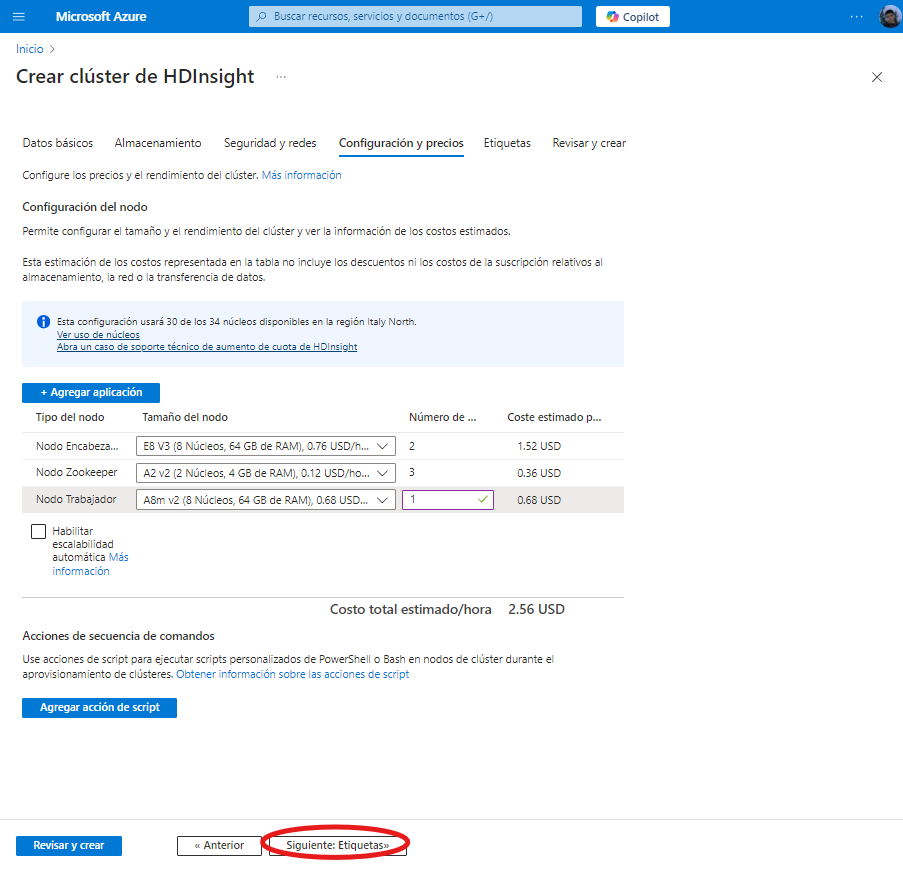 Microsoft Azure
Buscar recursos, servicios y documentos (G+/)
Copilot
Inicio
Crear clúster de HDInsight
Datos básicos Almacenamiento Seguridad y redes Configuración y precios Etiquetas Revisar y crear
Configure los precios y el rendimiento del clúster. Más información
Configuración del nodo
Permite configurar el tamaño y el rendimiento del clúster y ver la información de los costos estimados.
Esta estimación de los costos representada en la tabla no incluye los descuentos ni los costos de la suscripción relativos al
almacenamiento, la red o la transferencia de datos.
Esta configuración usará 30 de los 34 núcleos disponibles en la región Italy North.
Ver uso de núcleos
Abra un caso de soporte técnico de aumento de cuota de HDInsight
+ Agregar aplicación
Tipo del nodo Tamaño del nodo Número de ... Coste estimado p...
Nodo Encabeza... E8 V3 (8 Núcleos, 64 GB de RAM), 0.76 USD/h... 2 1.52 USD
Nodo Zookeeper A2 v2 (2 Núcleos, 4 GB de RAM), 0.12 USD/ho... 3 0.36 USD
Nodo Trabajador A8m v2 (8 Núcleos, 64 GB de RAM), 0.68 USD... 1 0.68 USD
Habilitar
escalabilidad
automática Más
información
Costo total estimado/hora 2.56 USD
Acciones de secuencia de comandos
Use acciones de script para ejecutar scripts personalizados de PowerShell o Bash en nodos de clúster durante el
aprovisionamiento de clústeres. Obtener información sobre las acciones de script
Agregar acción de script
Revisar y crear « Anterior Siguiente: Etiquetas»